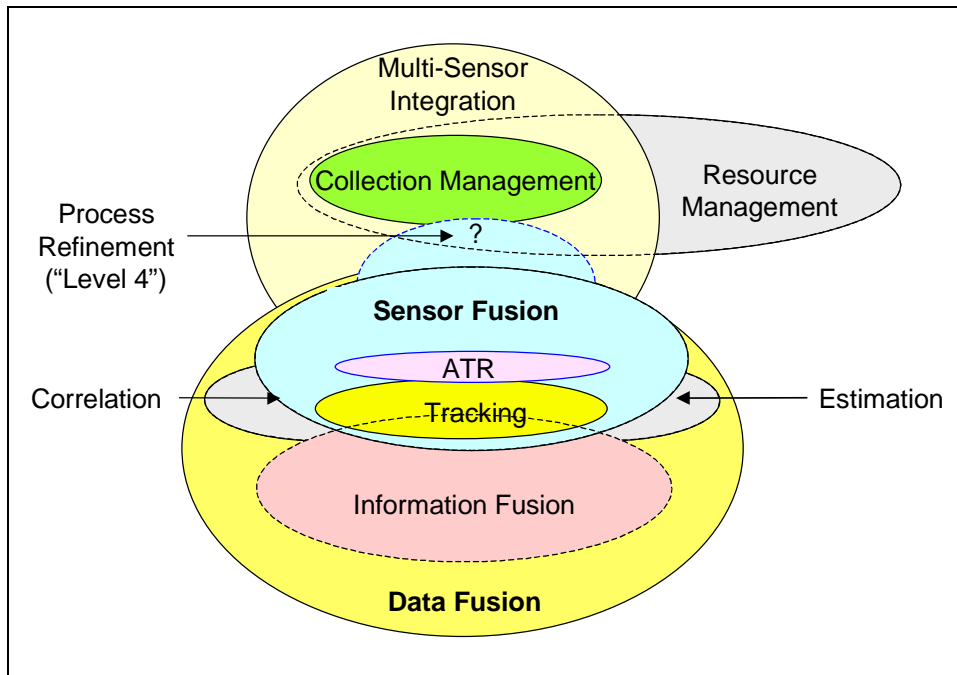 Multi-Sensor
Integration
Collection Management
Resource
Management
Process
Refinement
(“Level 4”)
?
Sensor Fusion
ATR
Correlation
Tracking
Estimation
Information Fusion
Data Fusion